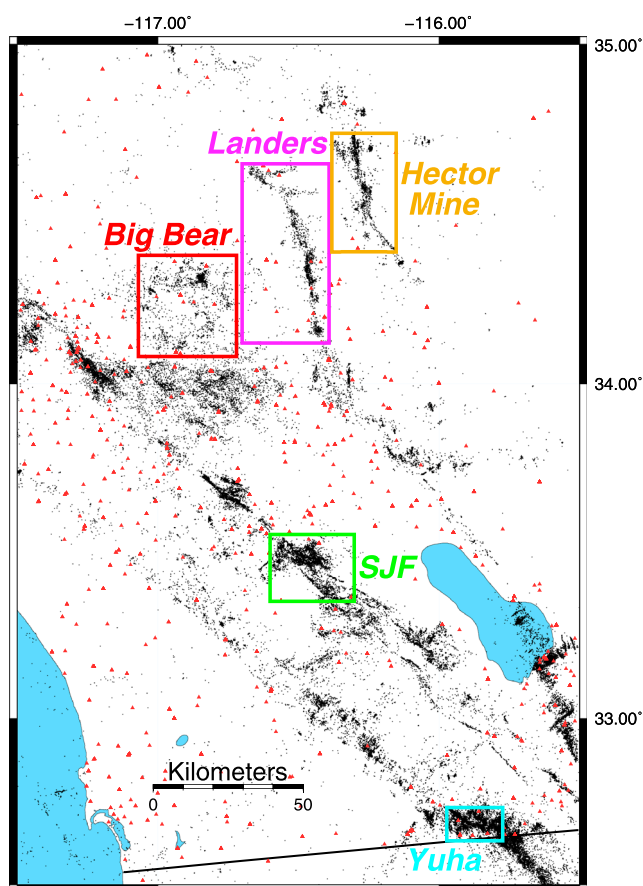 −117.00˚
−116.00˚
35.00˚
Landers
Hector
Mine
Big Bear
34.00˚
SJF
33.00˚
Kilometers
0
50
Yuha